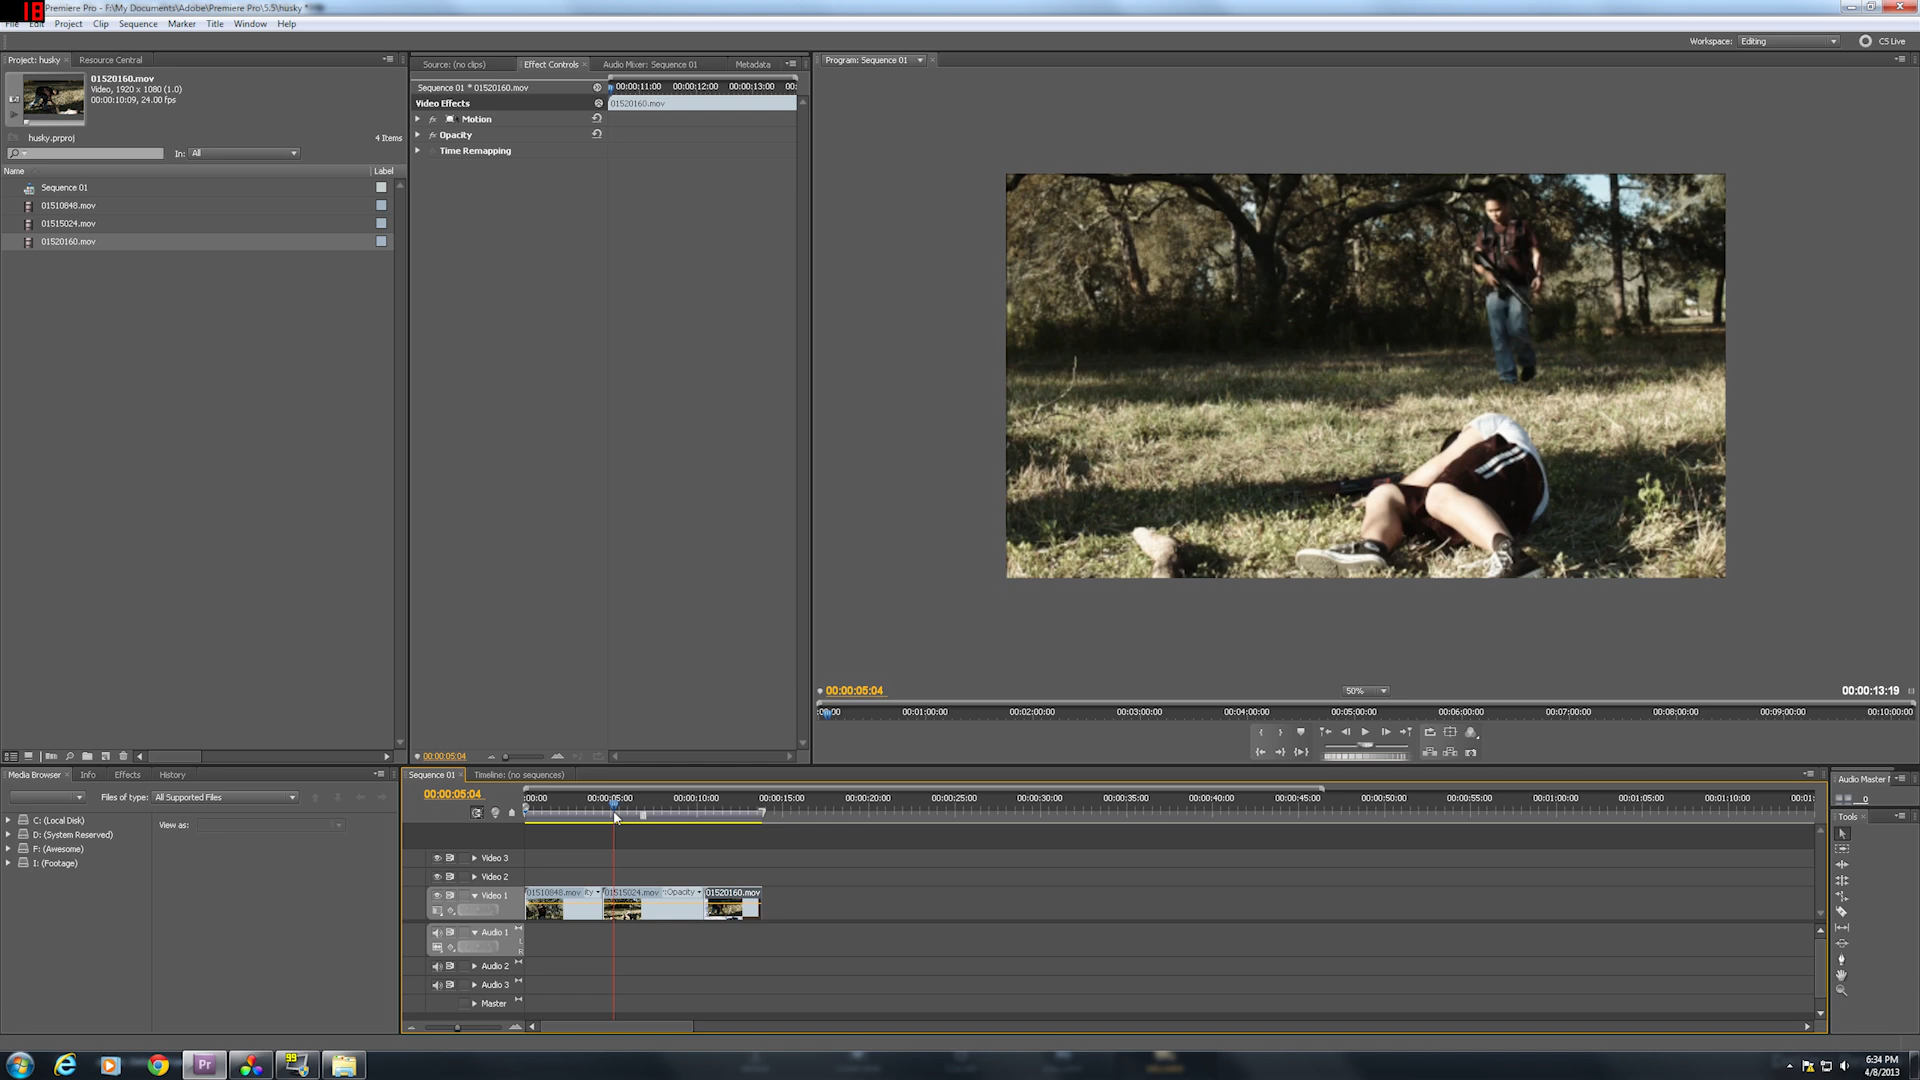 18
Premiere Pro - F:\My Documents\Adobe\Premiere Pro\5.5\husky *
File Edit Project Clip Sequence Marker Title Window Help
Workspace: Editing CS Live
Project: husky Resource Central
01520160.mov
Video, 1920 x 1080 (1.0)
00:00:10:09, 24.00 fps
husky.prproj 4 Items
In: All
Name Label
Sequence 01
01510848.mov
01515024.mov
01520160.mov
Source: (no clips) Effect Controls Audio Mixer: Sequence 01 Metadata
Sequence 01 * 01520160.mov 00:00:11:00 00:00:12:00 00:00:13:00 00:
Video Effects 01520160.mov
fx Motion
fx Opacity
Time Remapping
00:00:05:04
Program: Sequence 01
00:00:05:04 50% 00:00:13:19
00:01:00:00 00:02:00:00 00:03:00:00 00:04:00:00 00:05:00:00 00:06:00:00 00:07:00:00 00:08:00:00 00:09:00:00 00:10:00:00
Media Browser Info Effects History
Files of type: All Supported Files
View as:
C: (Local Disk)
D: (System Reserved)
F: (Awesome)
I: (Footage)
Sequence 01 Timeline: (no sequences)
00:00:05:04
:00:00 00:00:05:00 00:00:10:00 00:00:15:00 00:00:20:00 00:00:25:00 00:00:30:00 00:00:35:00 00:00:40:00 00:00:45:00 00:00:50:00 00:00:55:00 00:01:00:00 00:01:05:00 00:01:10:00 00:01:
Video 3
Video 2
Video 1
01510848.mov ity 01515024.mov :Opacity 01520160.mov
Audio 1
L
R
Audio 2
Audio 3
Master
Audio Master
0
Tools
Pr
99
6:34 PM
4/8/2013